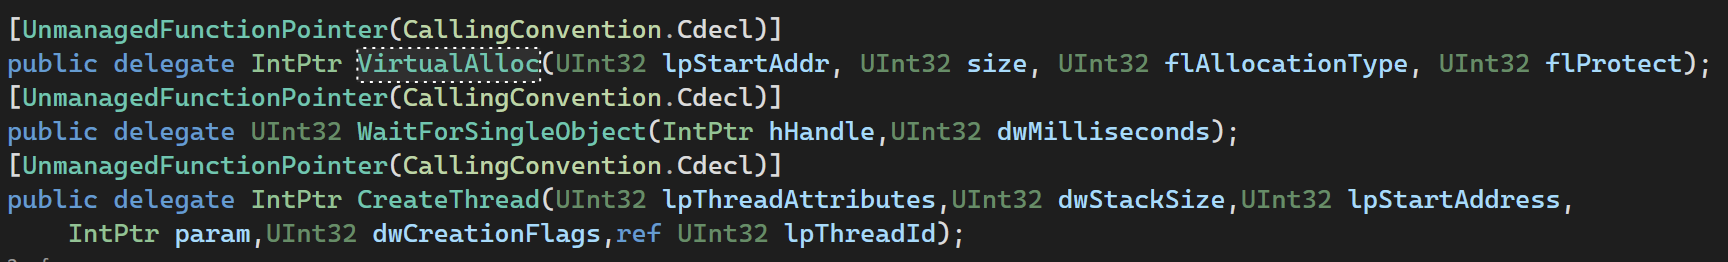 [UnmanagedFunctionPointer(CallingConvention.Cdecl)]
public delegate IntPtr VirtualAlloc(UInt32 lpStartAddr, UInt32 size, UInt32 flAllocationType, UInt32 flProtect);
[UnmanagedFunctionPointer(CallingConvention.Cdecl)]
public delegate UInt32 WaitForSingleObject(IntPtr hHandle,UInt32 dwMilliseconds);
[UnmanagedFunctionPointer(CallingConvention.Cdecl)]
public delegate IntPtr CreateThread(UInt32 lpThreadAttributes,UInt32 dwStackSize,UInt32 lpStartAddress,
    IntPtr param,UInt32 dwCreationFlags,ref UInt32 lpThreadId);